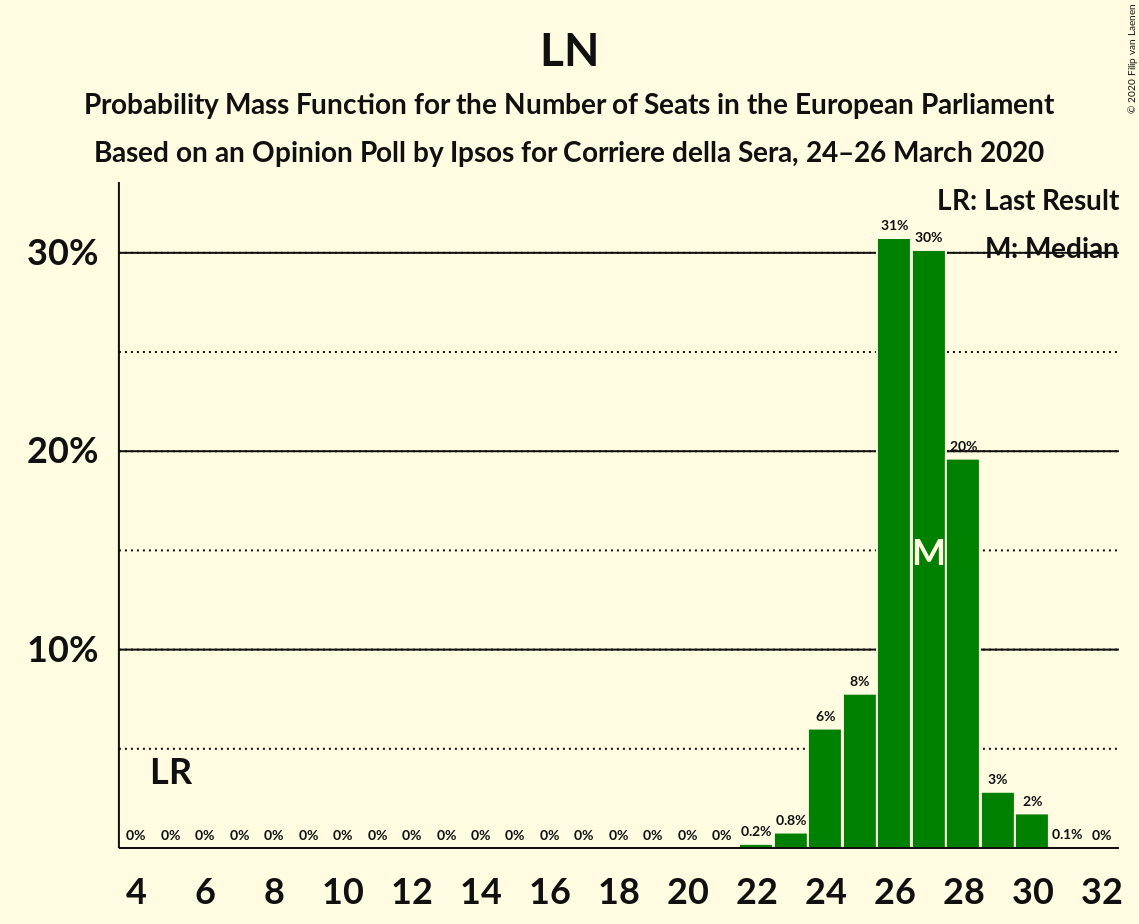 LN
Probability Mass Function for the Number of Seats in the European Parliament
Based on an Opinion Poll by Ipsos for Corriere della Sera, 24–26 March 2020
© 2020 Filip van Laenen
LR: Last Result
M: Median
30%
20%
10%
31%
30%
20%
M
8%
6%
LR
3%
2%
0% 0% 0% 0% 0% 0% 0% 0% 0% 0% 0% 0% 0% 0% 0% 0% 0% 0% 0.2% 0.8% 0.1% 0%
4 6 8 10 12 14 16 18 20 22 24 26 28 30 32